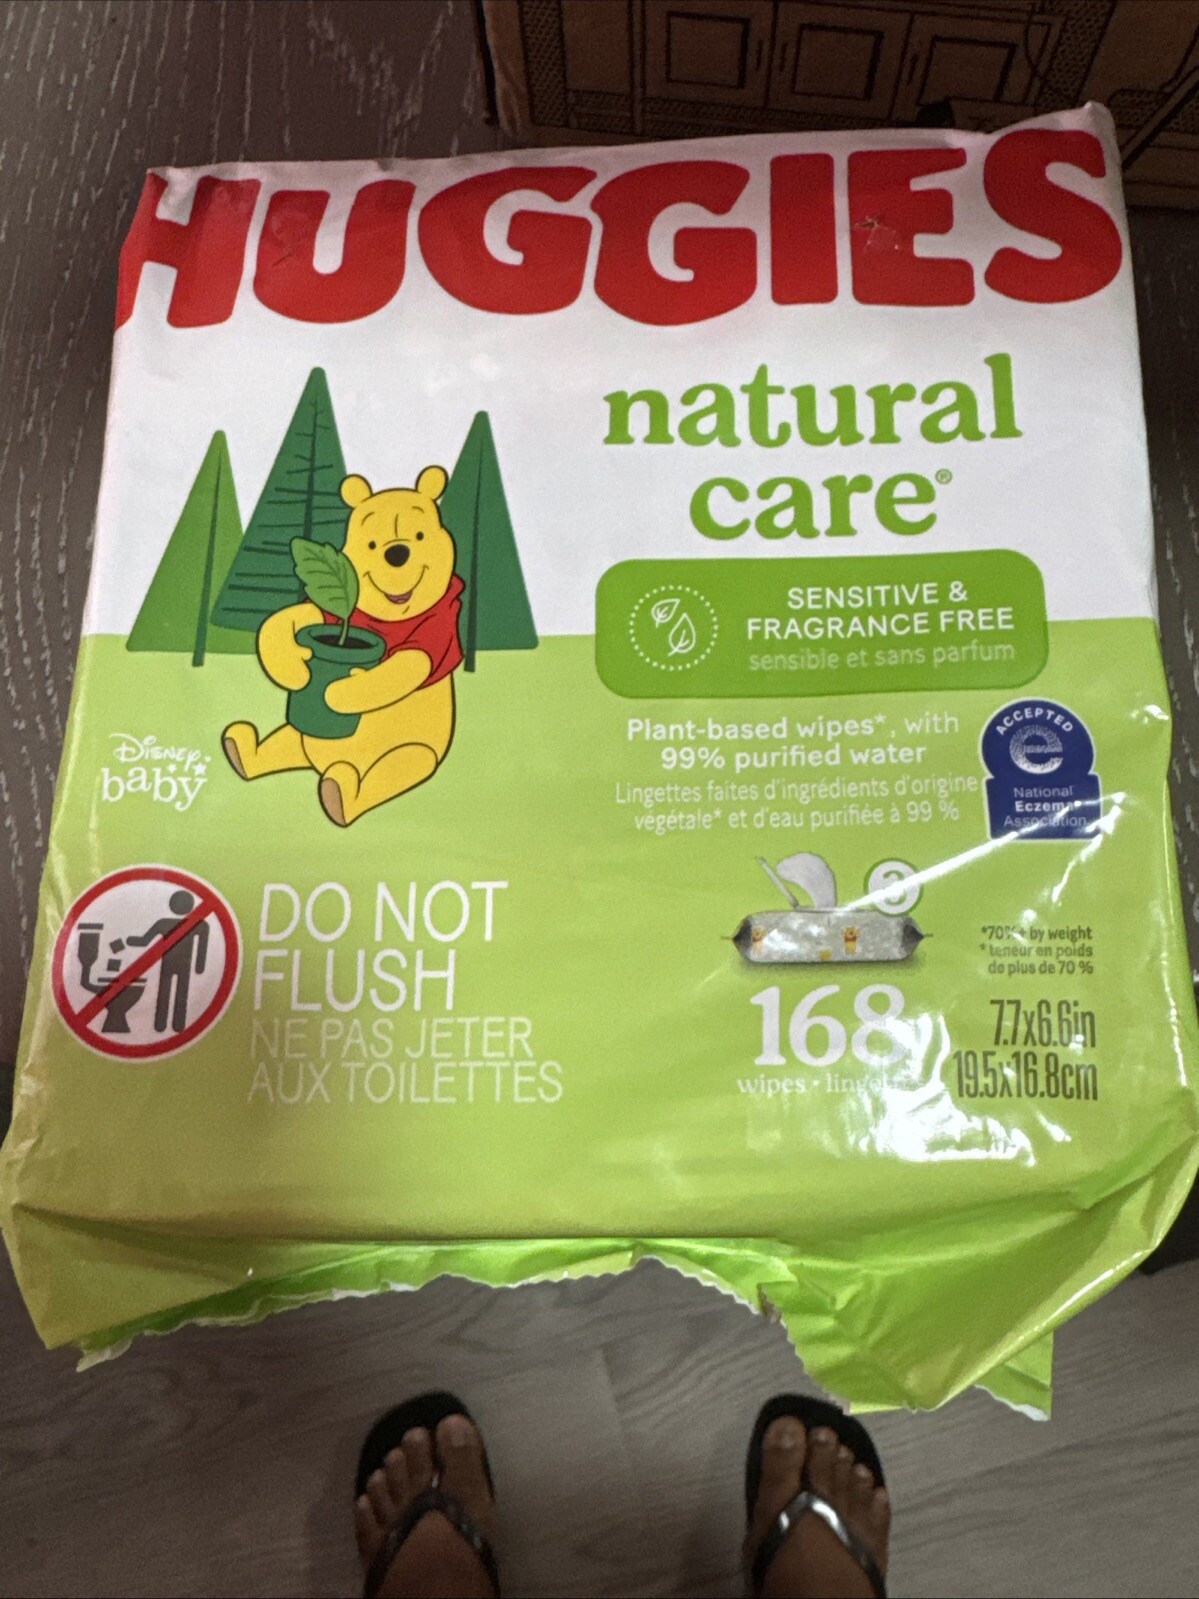 HUGGIES
natural
care®
SENSITIVE &
FRAGRANCE FREE
sensible et sans parfum
Plant-based wipes*, with
99% purified water
Lingettes faites d'ingrédients d'origine
végétale* et d'eau purifiée à 99 %
ACCEPTED
National
Eczema
Association
Disney
baby
DO NOT
FLUSH
NE PAS JETER
AUX TOILETTES
3
168
wipes •
*70%+ by weight
*teneur en poids
de plus de 70 %
7.7x6.6in
19.5x16.8cm